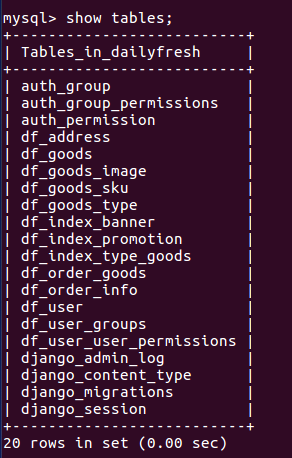 mysql> show tables;
+--------------------------+
| Tables_in_dailyfresh     |
+--------------------------+
| auth_group               |
| auth_group_permissions   |
| auth_permission          |
| df_address               |
| df_goods                 |
| df_goods_image           |
| df_goods_sku             |
| df_goods_type            |
| df_index_banner          |
| df_index_promotion       |
| df_index_type_goods      |
| df_order_goods           |
| df_order_info            |
| df_user                  |
| df_user_groups           |
| df_user_user_permissions |
| django_admin_log         |
| django_content_type      |
| django_migrations        |
| django_session           |
+--------------------------+
20 rows in set (0.00 sec)